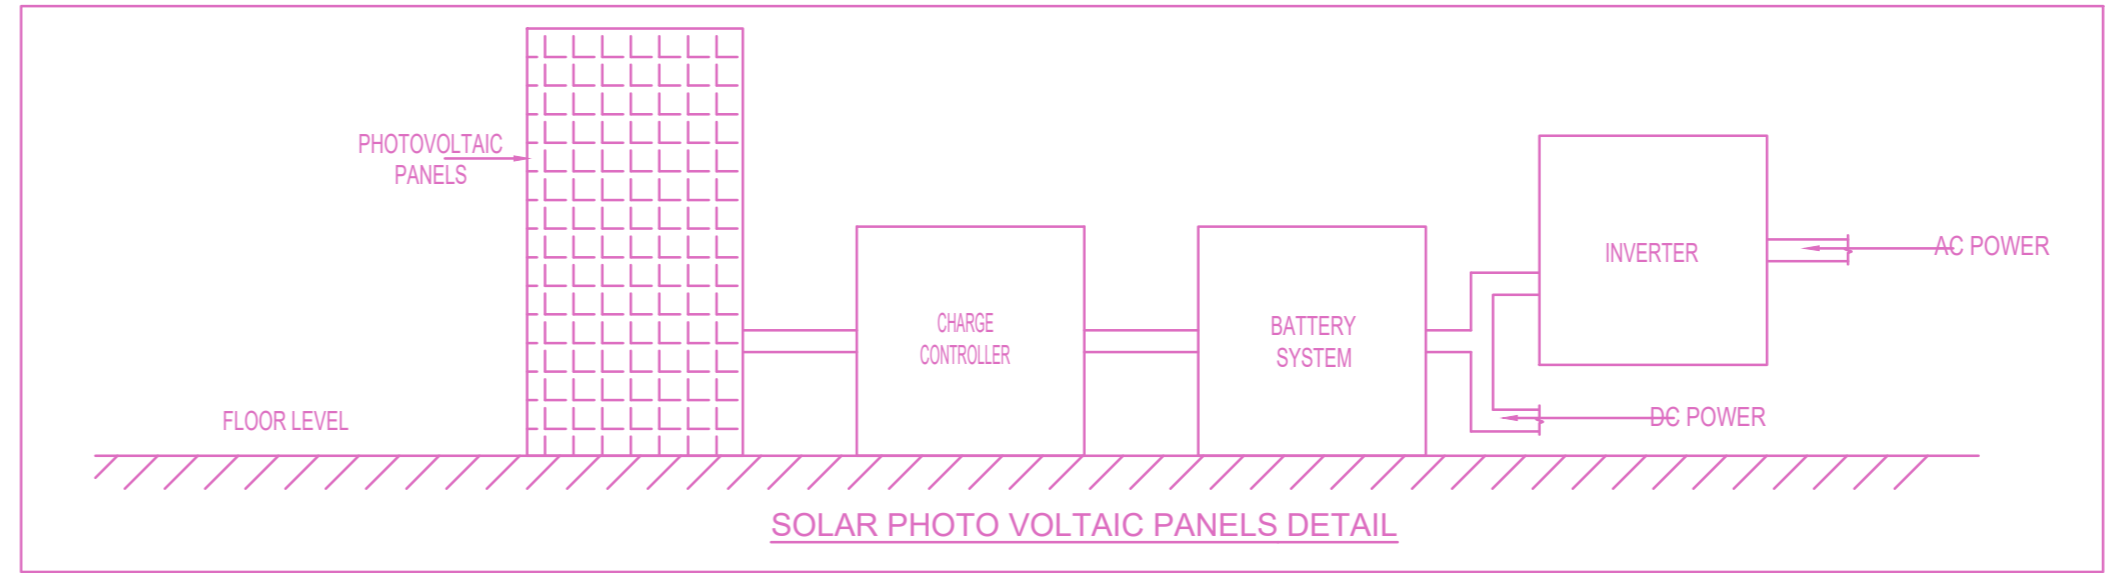 PHOTOVOLTAIC
PANELS
FLOOR LEVEL
CHARGE
CONTROLLER
BATTERY
SYSTEM
INVERTER
AC POWER
DC POWER
SOLAR PHOTO VOLTAIC PANELS DETAIL